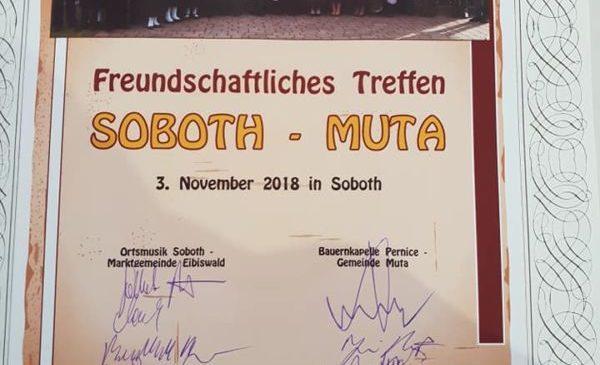 Freundschaftliches Treffen
SOBOTH - MUTA
3. November 2018 in Soboth
Ortsmusik Soboth -
Marktgemeinde Eibiswald
Bauernkapelle Pernice -
Gemeinde Muta